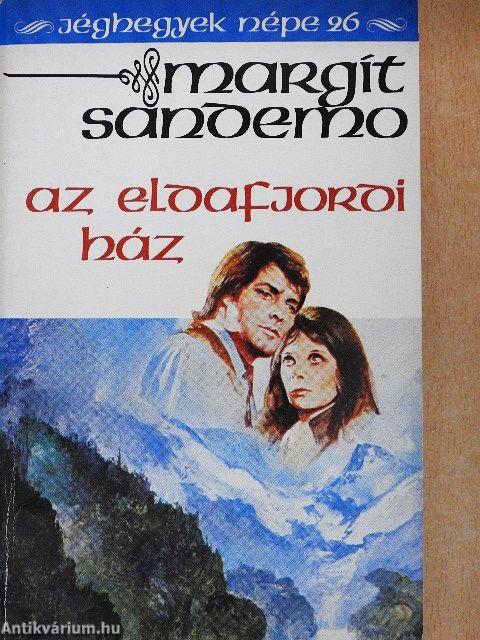 Jéghegyek népe 26
margit
sandemo
az eldafjordi
ház
Antikvárium.hu